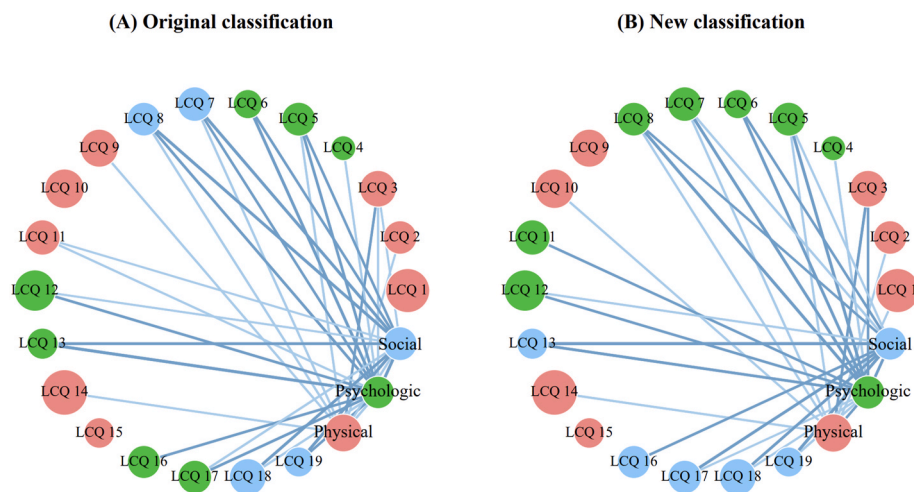 (A) Original classification
LCQ 7
LCQ 6
LCQ 8
LCQ 5
LCQ 9
LCQ 4
LCQ 10
LCQ 3
LCQ 11
LCQ 2
LCQ 12
LCQ 1
LCQ 13
Social
LCQ 14
Psychologic
LCQ 15
Physical
LCQ 16
LCQ 17
LCQ 18
LCQ 19
(B) New classification
LCQ 7
LCQ 6
LCQ 8
LCQ 5
LCQ 9
LCQ 4
LCQ 10
LCQ 3
LCQ 11
LCQ 2
LCQ 12
LCQ 1
LCQ 13
Social
LCQ 14
Psychologic
LCQ 15
Physical
LCQ 16
LCQ 17
LCQ 18
LCQ 19